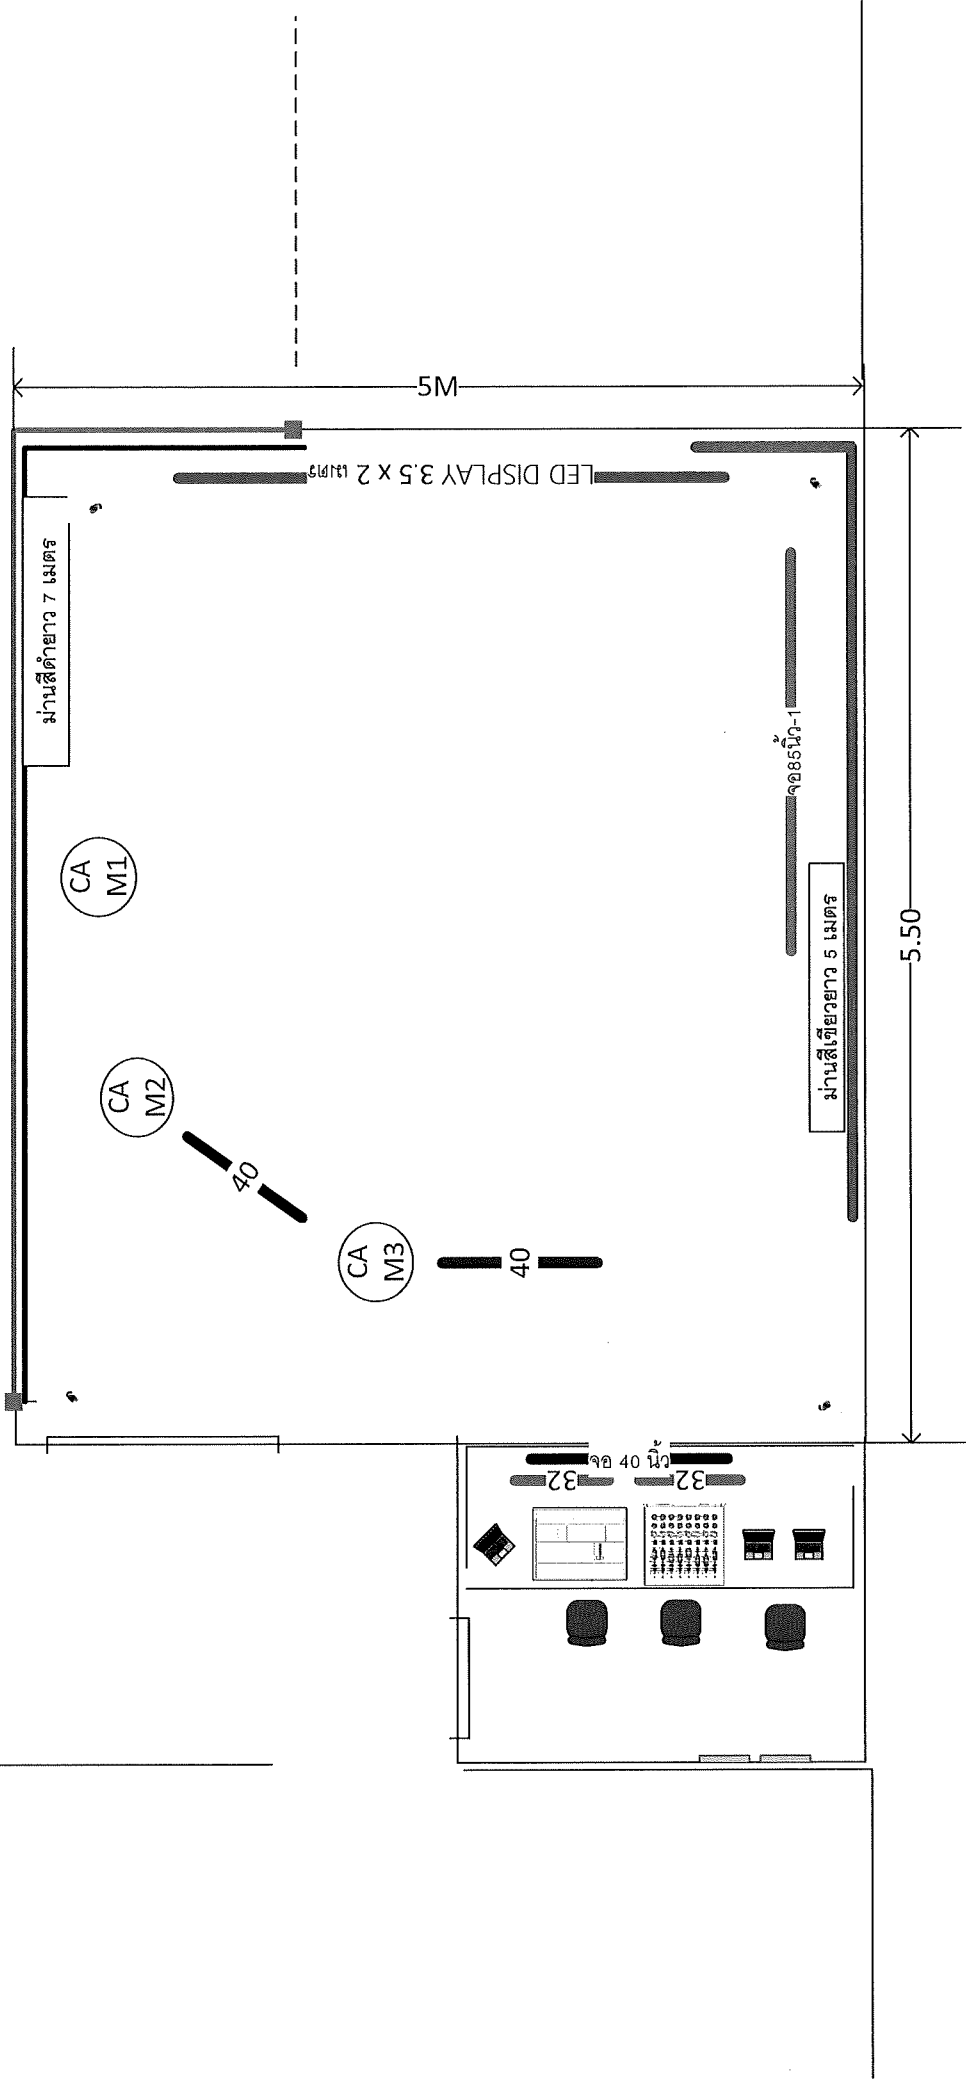 5M
LED DISPLAY 3.5 x 2 เมตร
ม่านสีดำยาว 7 เมตร
จอ85นิ้ว-1
CA
M1
ม่านสีเขียวยาว 5 เมตร
5.50
CA
M2
40
CA
M3
40
จอ 40 นิ้ว
32
32